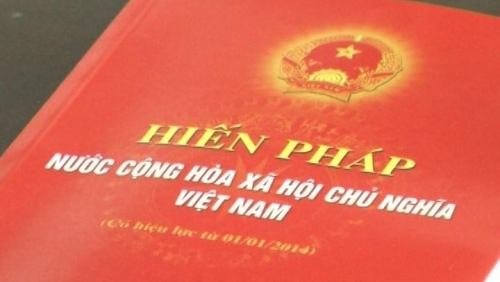 HIẾN PHÁP
NƯỚC CỘNG HÒA XÃ HỘI CHỦ NGHĨA
VIỆT NAM
(Có hiệu lực từ 01/01/2014)